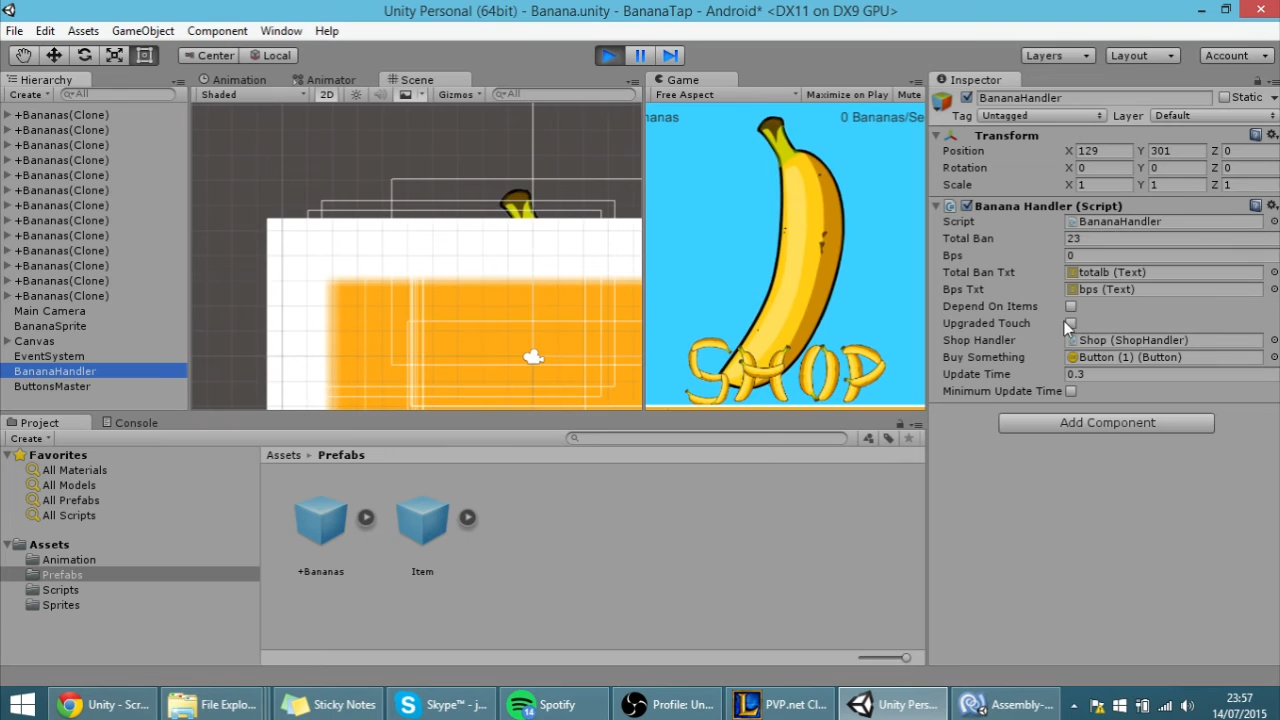 Unity Personal (64bit) - Banana.unity - BananaTap - Android* <DX11 on DX9 GPU>
File Edit Assets GameObject Component Window Help
Center Local Layers Layout Account
Hierarchy Animation Animator Scene Game Inspector
Create All Shaded 2D Gizmos All Free Aspect Maximize on Play Mute BananaHandler Static
Tag Untagged Layer Default
+Bananas(Clone)
+Bananas(Clone)
+Bananas(Clone)
+Bananas(Clone)
+Bananas(Clone)
+Bananas(Clone)
+Bananas(Clone)
+Bananas(Clone)
+Bananas(Clone)
+Bananas(Clone)
+Bananas(Clone)
+Bananas(Clone)
+Bananas(Clone)
Main Camera
BananaSprite
Canvas
EventSystem
BananaHandler
ButtonsMaster
anas 0 Bananas/Se
SHOP
Transform
Position X 129 Y 301 Z 0
Rotation X 0 Y 0 Z 0
Scale X 1 Y 1 Z 1
Banana Handler (Script)
Script BananaHandler
Total Ban 23
Bps 0
Total Ban Txt totalb (Text)
Bps Txt bps (Text)
Depend On Items
Upgraded Touch
Shop Handler Shop (ShopHandler)
Buy Something Button (1) (Button)
Update Time 0.3
Minimum Update Time
Add Component
Project Console
Create
Favorites
All Materials
All Models
All Prefabs
All Scripts
Assets
Animation
Prefabs
Scripts
Sprites
Assets Prefabs
+Bananas Item
Unity - Scr... File Explo... Sticky Notes Skype™ - j... Spotify 14 Profile: Un... PVP.net Cl... Unity Pers... Assembly-...
23:57
14/07/2015